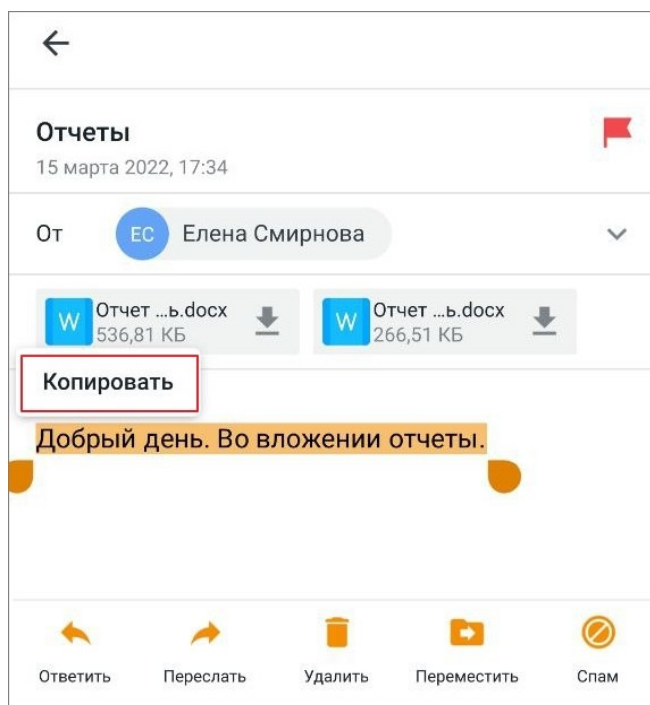 Отчеты
15 марта 2022, 17:34
От ЕС Елена Смирнова
W Отчет ...ь.docx
536,81 КБ
W Отчет ...ь.docx
266,51 КБ
Копировать
Добрый день. Во вложении отчеты.
Ответить Переслать Удалить Переместить Спам